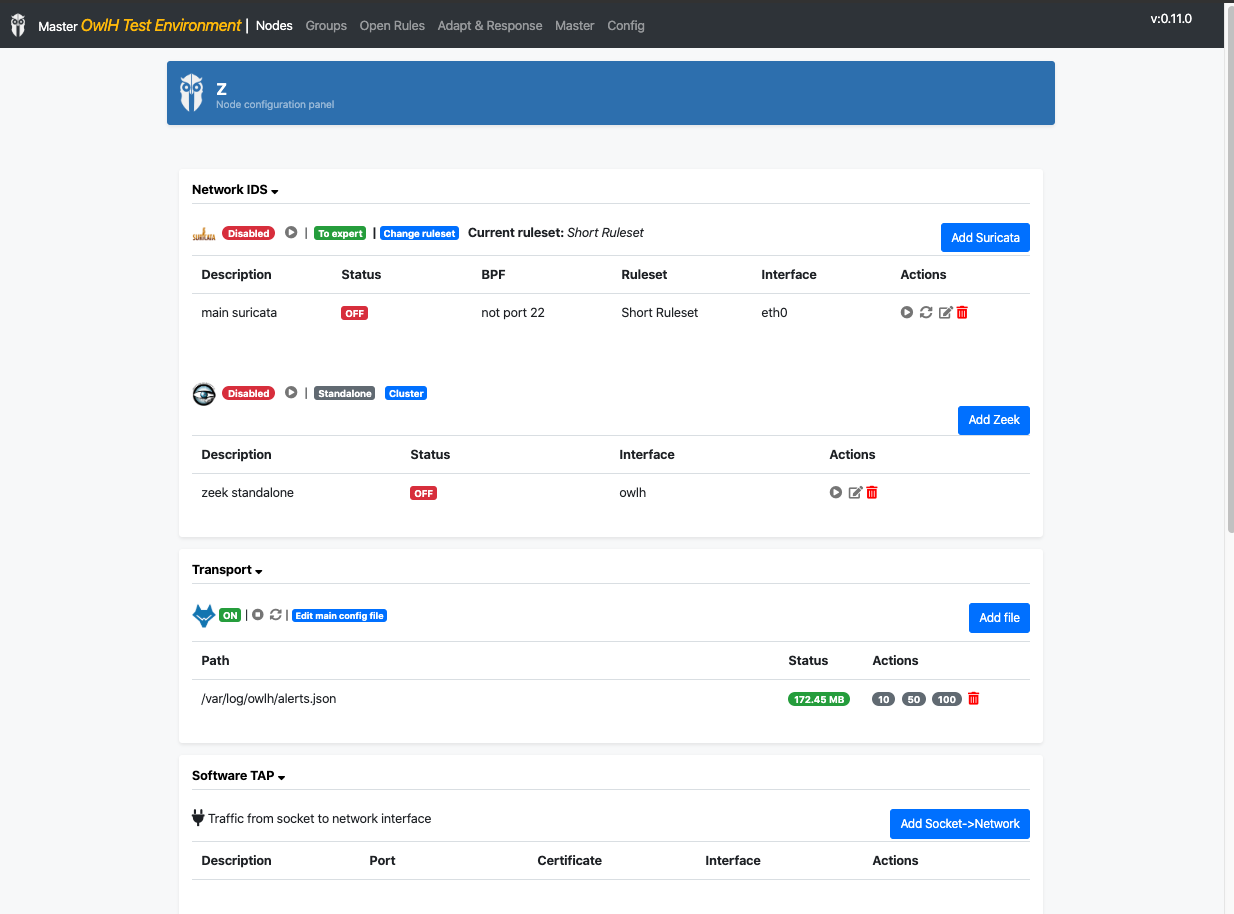 Master OwlH Test Environment | Nodes Groups Open Rules Adapt & Response Master Config v:0.11.0
z
Node configuration panel
Network IDS
SURICATA Disabled | To expert | Change ruleset Current ruleset: Short Ruleset Add Suricata
Description Status BPF Ruleset Interface Actions
main suricata OFF not port 22 Short Ruleset eth0
Disabled | Standalone Cluster
Add Zeek
Description Status Interface Actions
zeek standalone OFF owlh
Transport
ON | | Edit main config file Add file
Path Status Actions
/var/log/owlh/alerts.json 172.45 MB 10 50 100
Software TAP
Traffic from socket to network interface Add Socket->Network
Description Port Certificate Interface Actions